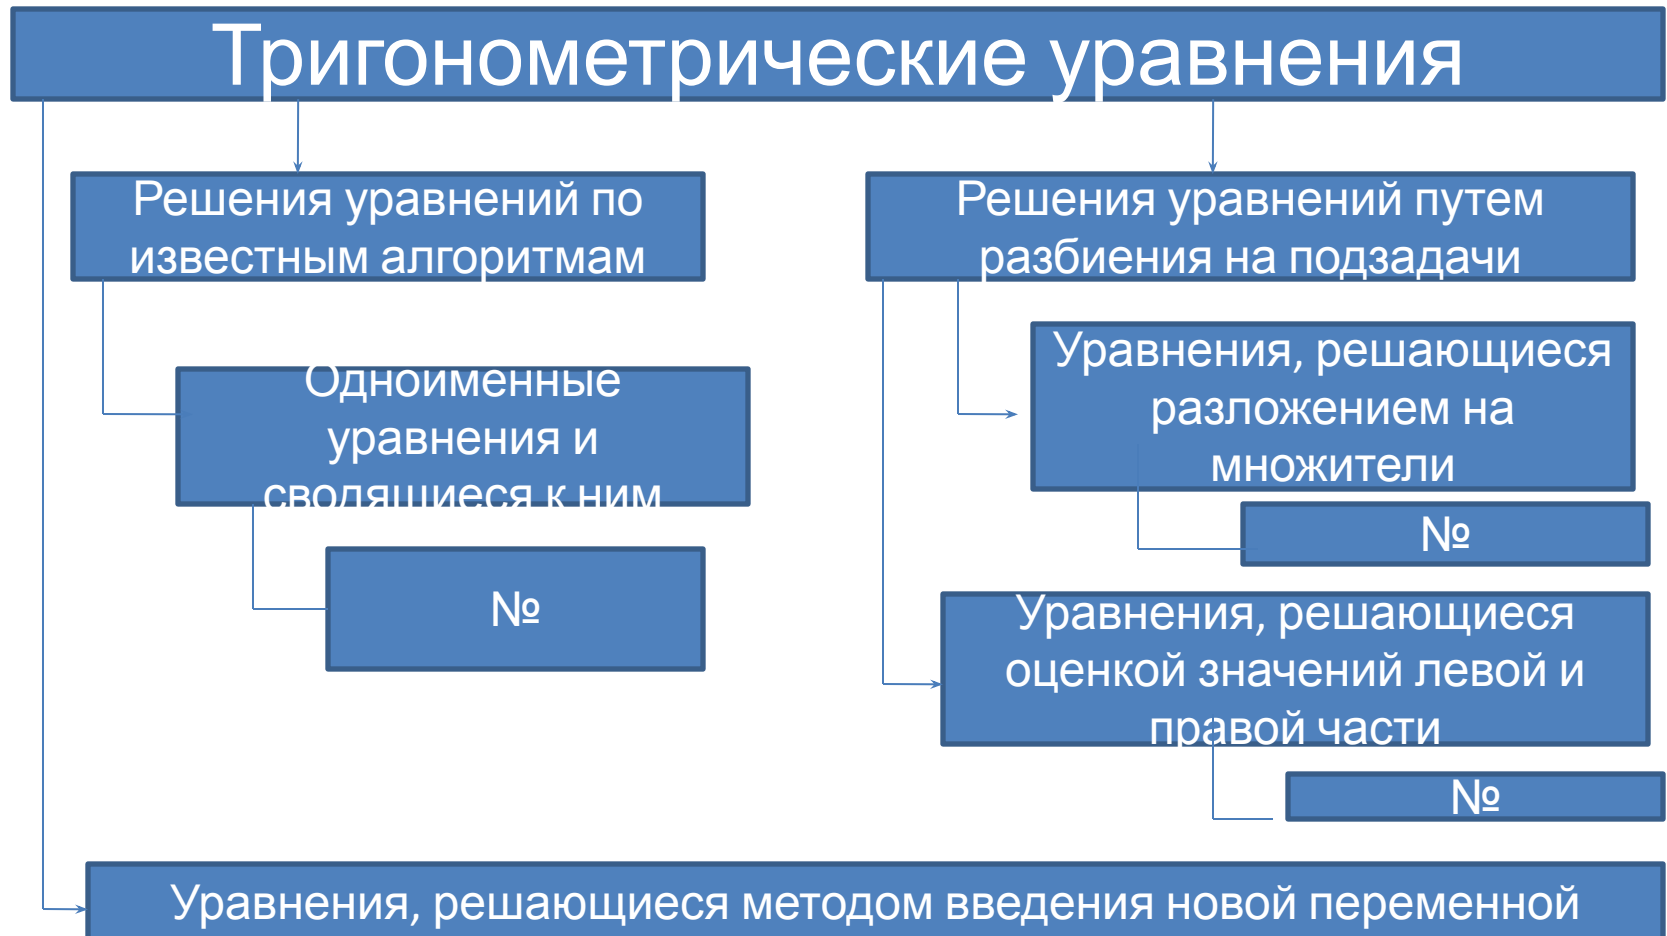 Тригонометрические уравнения
Решения уравнений по
известным алгоритмам
Одноименные
уравнения и
сводящиеся к ним
№
Решения уравнений путем
разбиения на подзадачи
Уравнения, решающиеся
разложением на
множители
№
Уравнения, решающиеся
оценкой значений левой и
правой части
№
Уравнения, решающиеся методом введения новой переменной